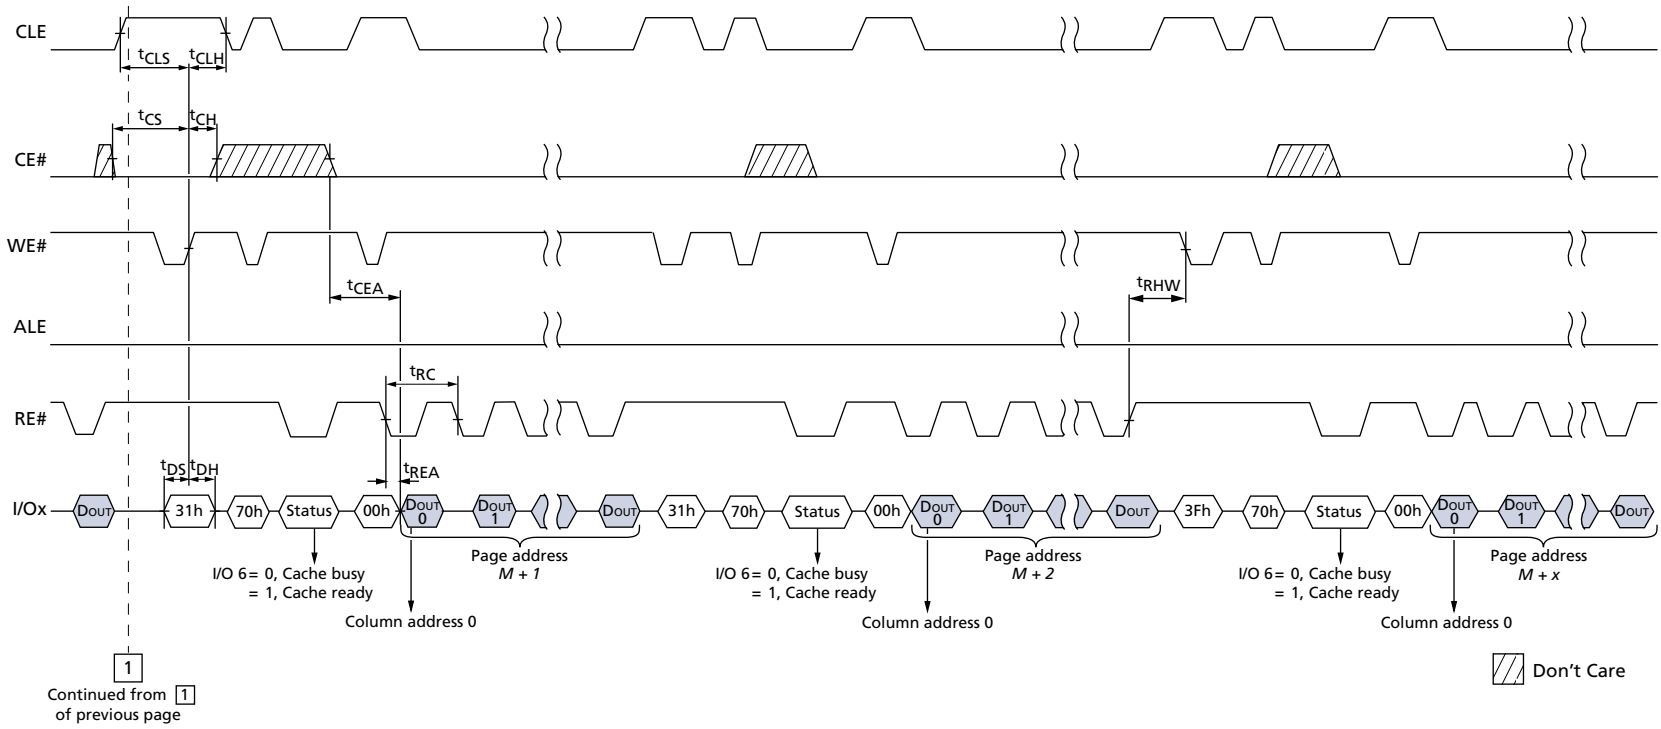 CLE
tCLS tCLH
tCS tCH
CE#
WE#
tCEA tRHW
ALE
tRC
RE#
tDS tDH tREA
I/Ox DOUT 31h 70h Status 00h DOUT 0 DOUT 1 DOUT 31h 70h Status 00h DOUT 0 DOUT 1 DOUT 3Fh 70h Status 00h DOUT 0 DOUT 1 DOUT
Page address Page address Page address
M + 1 M + 2 M + x
I/O 6 = 0, Cache busy I/O 6 = 0, Cache busy I/O 6 = 0, Cache busy
= 1, Cache ready = 1, Cache ready = 1, Cache ready
Column address 0 Column address 0 Column address 0
1
Don't Care
Continued from 1
of previous page